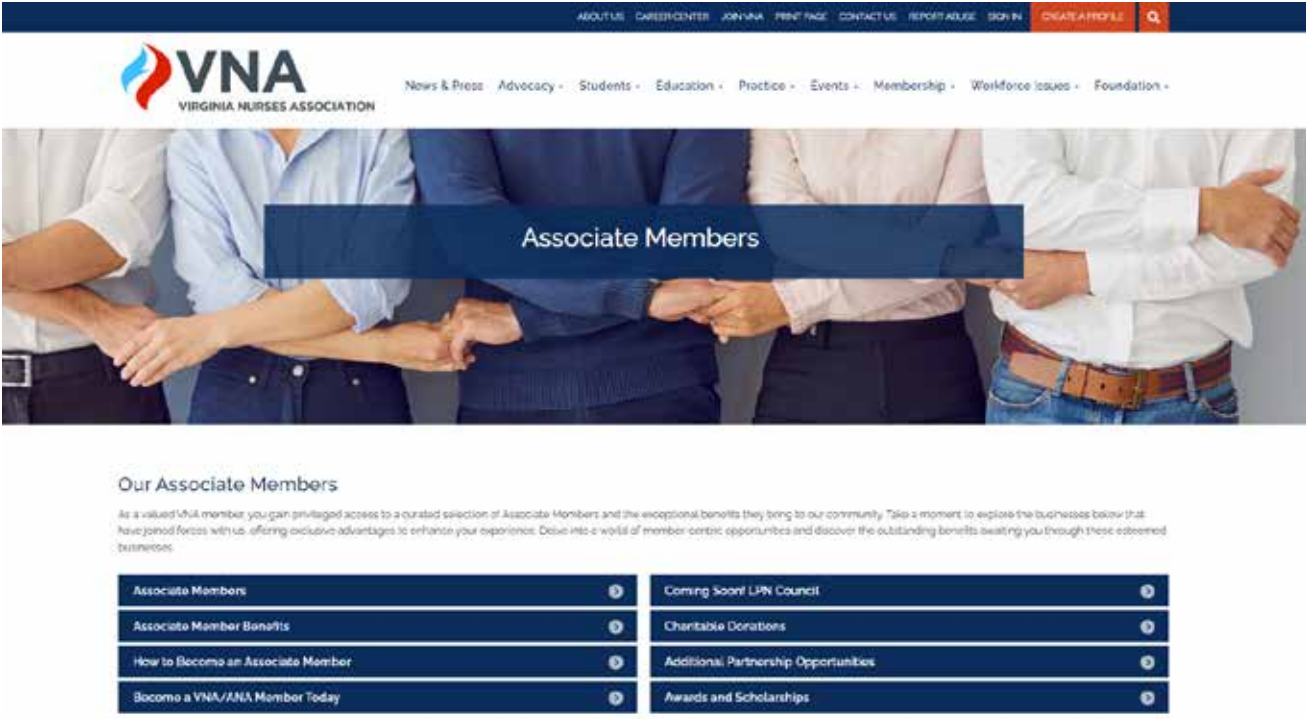 ABOUT US CAREER CENTER JOIN VNA PRINT PAGE CONTACT US REPORT ABUSE SIGN IN CREATE A PROFILE
VNA
VIRGINIA NURSES ASSOCIATION
News & Press Advocacy Students Education Practice Events Membership Workforce Issues Foundation
Associate Members
Our Associate Members
As a valued VNA member, you gain privileged access to a curated selection of Associate Members and the exceptional benefits they bring to our community. Take a moment to explore the businesses below that
have joined forces with us, offering exclusive advantages to enhance your experience. Delve into a world of member-centric opportunities and discover the outstanding benefits awaiting you through these esteemed
businesses.
Associate Members
Coming Soon! LPN Council
Associate Member Benefits
Charitable Donations
How to Become an Associate Member
Additional Partnership Opportunities
Become a VNA/ANA Member Today
Awards and Scholarships